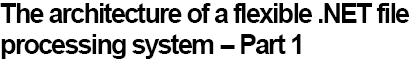 The architecture of a flexible .NET file
processing system – Part 1